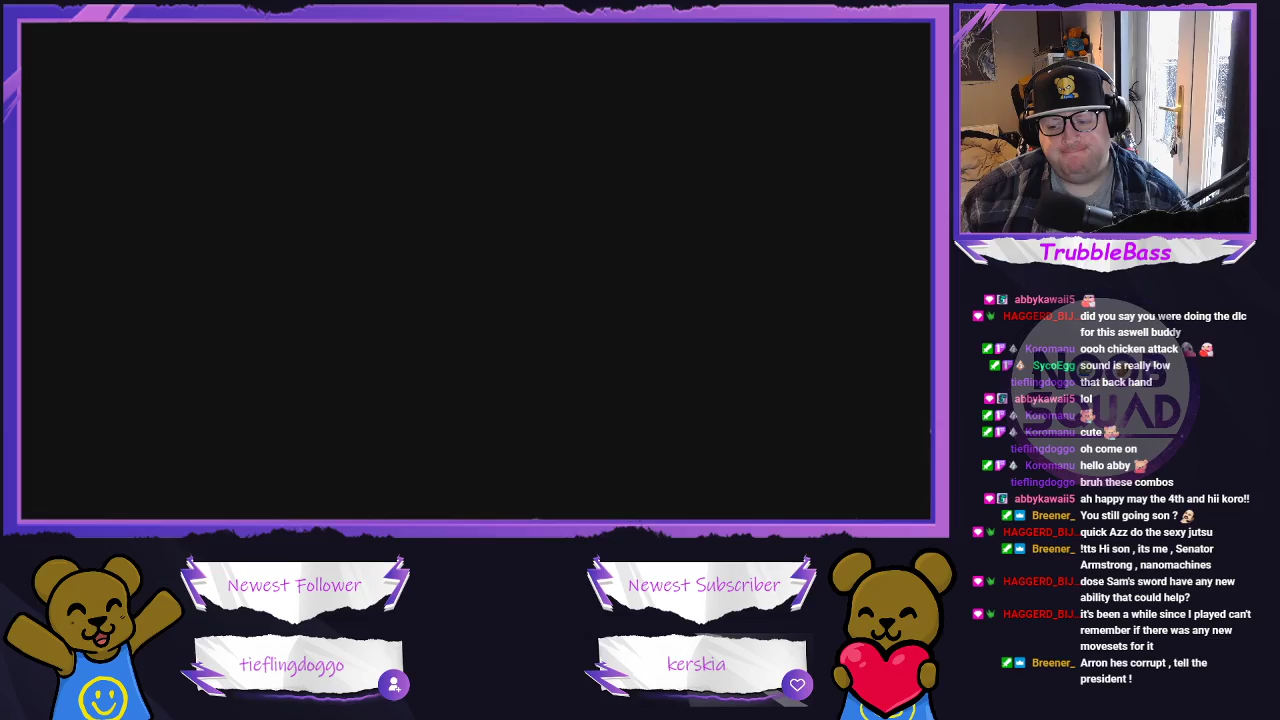 TrubbleBass
abbykawaii5
HAGGERD_BIJ... did you say you were doing the dlc
for this aswell buddy
Koromanu oooh chicken attack
SycoEgg sound is really low
tieflingdoggo that back hand
abbykawaii5 lol
Koromanu
Koromanu cute
tieflingdoggo oh come on
Koromanu hello abby
tieflingdoggo bruh these combos
abbykawaii5 ah happy may the 4th and hii koro!!
Breener_ You still going son ?
HAGGERD_BIJ... quick Azz do the sexy jutsu
Breener_ !tts Hi son , its me , Senator
Armstrong , nanomachines
HAGGERD_BIJ... dose Sam's sword have any new
ability that could help?
HAGGERD_BIJ... it's been a while since I played can't
remember if there was any new
movesets for it
Breener_ Arron hes corrupt , tell the
president !
NOOB
SQUAD
Newest Follower
tieflingdoggo
Newest Subscriber
kerskia